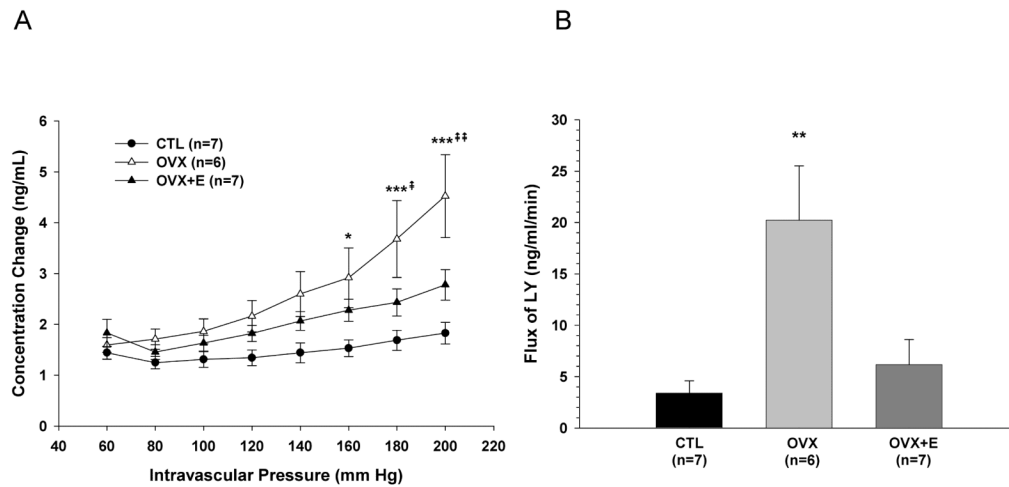 A
B
6
5
4
3
2
1
0
Concentration Change (ng/mL)
CTL (n=7)
OVX (n=6)
OVX+E (n=7)
*
***‡
***‡‡
40 60 80 100 120 140 160 180 200 220
Intravascular Pressure (mm Hg)
30
25
20
15
10
5
0
Flux of LY (ng/ml/min)
**
CTL OVX OVX+E
(n=7) (n=6) (n=7)